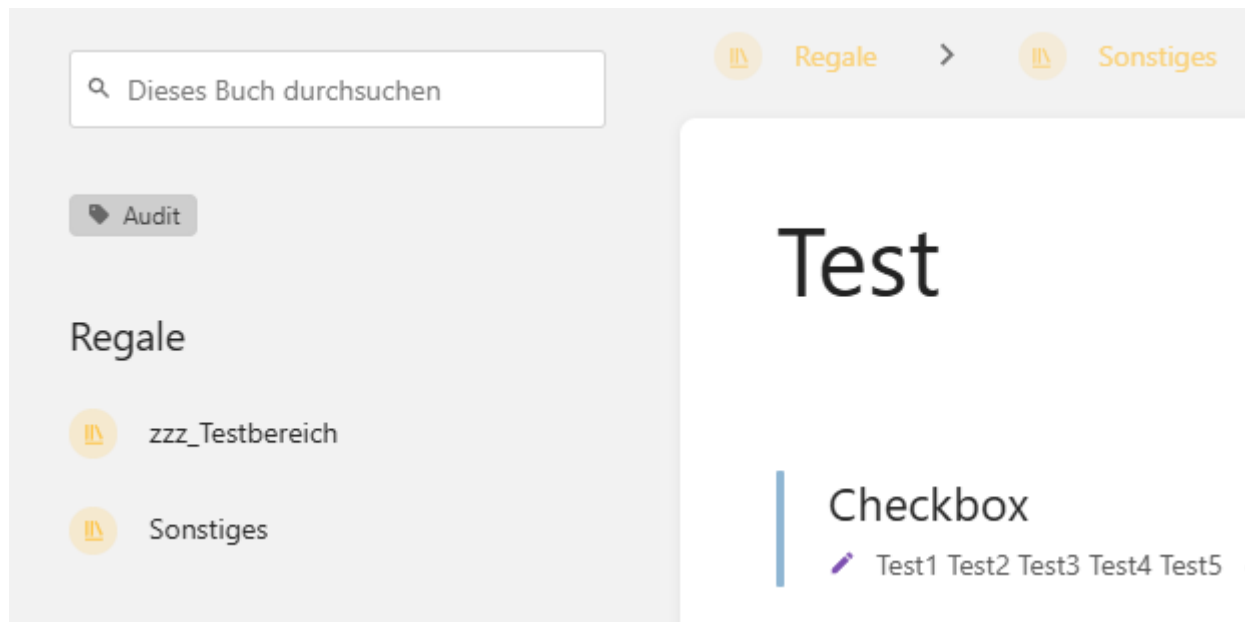 Dieses Buch durchsuchen
Audit
Regale
zzz_Testbereich
Sonstiges
Regale > Sonstiges
Test
Checkbox
Test1 Test2 Test3 Test4 Test5